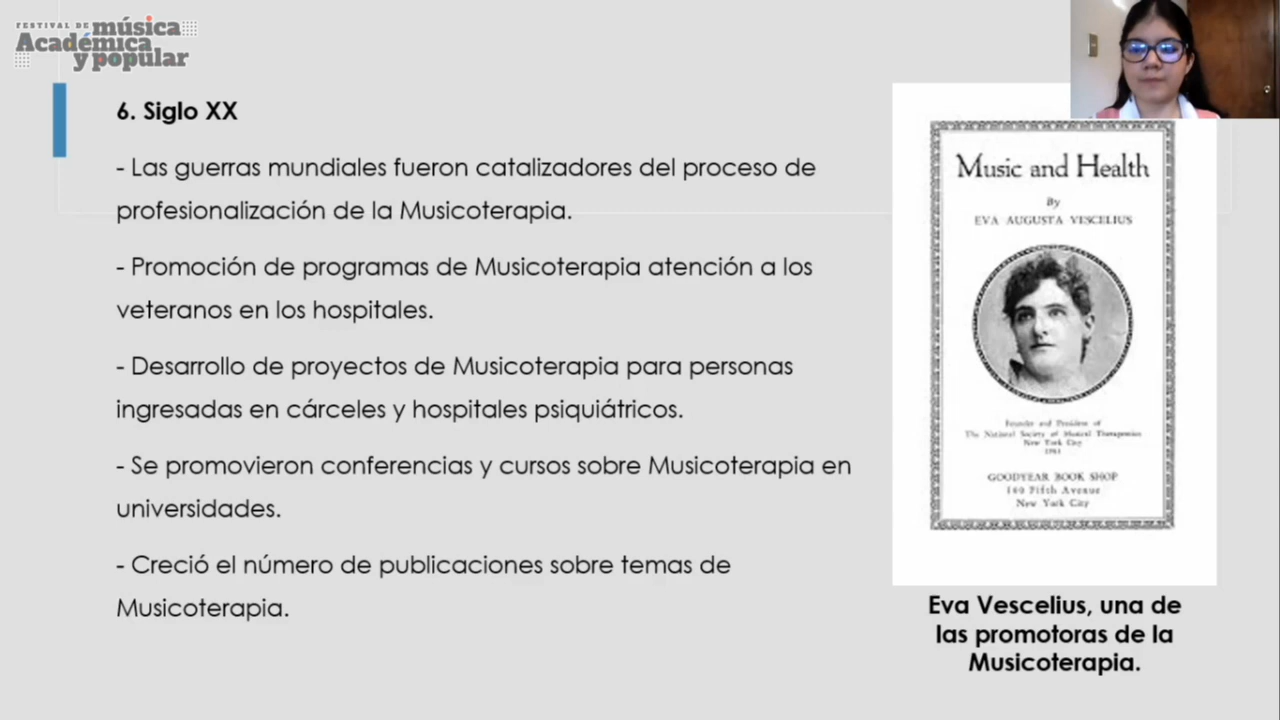 FESTIVAL DE música
Académica
y popular
6. Siglo XX
- Las guerras mundiales fueron catalizadores del proceso de
profesionalización de la Musicoterapia.
- Promoción de programas de Musicoterapia atención a los
veteranos en los hospitales.
- Desarrollo de proyectos de Musicoterapia para personas
ingresadas en cárceles y hospitales psiquiátricos.
- Se promovieron conferencias y cursos sobre Musicoterapia en
universidades.
- Creció el número de publicaciones sobre temas de
Musicoterapia.
Music and Health
By
EVA AUGUSTA VESCELIUS
Founder and President of
The National Society of Musical Therapeutics
New York City
GOODYEAR BOOK SHOP
Fifth Avenue
New York City
Eva Vescelius, una de
las promotoras de la
Musicoterapia.